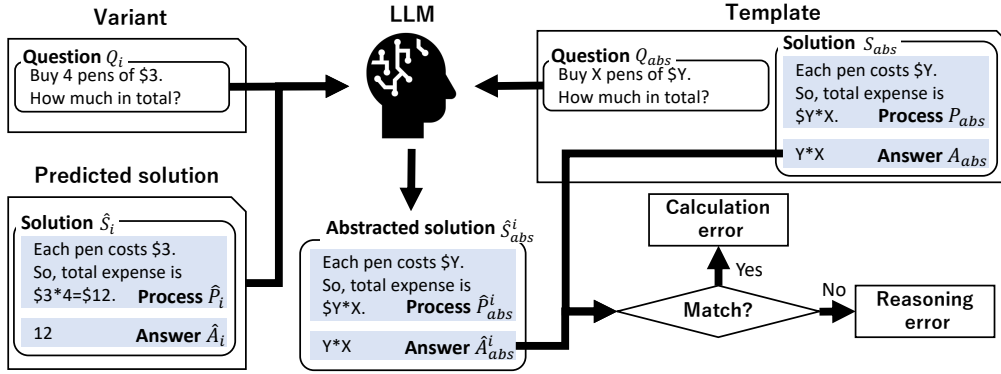 Variant
Question Q_i
Buy 4 pens of $3.
How much in total?
Predicted solution
Solution Ŝ_i
Each pen costs $3.
So, total expense is
$3*4=$12. Process P̂_i
12 Answer Â_i
LLM
Abstracted solution Ŝ^i_abs
Each pen costs $Y.
So, total expense is
$Y*X. Process P̂^i_abs
Y*X Answer Â^i_abs
Template
Question Q_abs
Buy X pens of $Y.
How much in total?
Solution S_abs
Each pen costs $Y.
So, total expense is
$Y*X. Process P_abs
Y*X Answer A_abs
Calculation
error
Yes
Match?
No
Reasoning
error